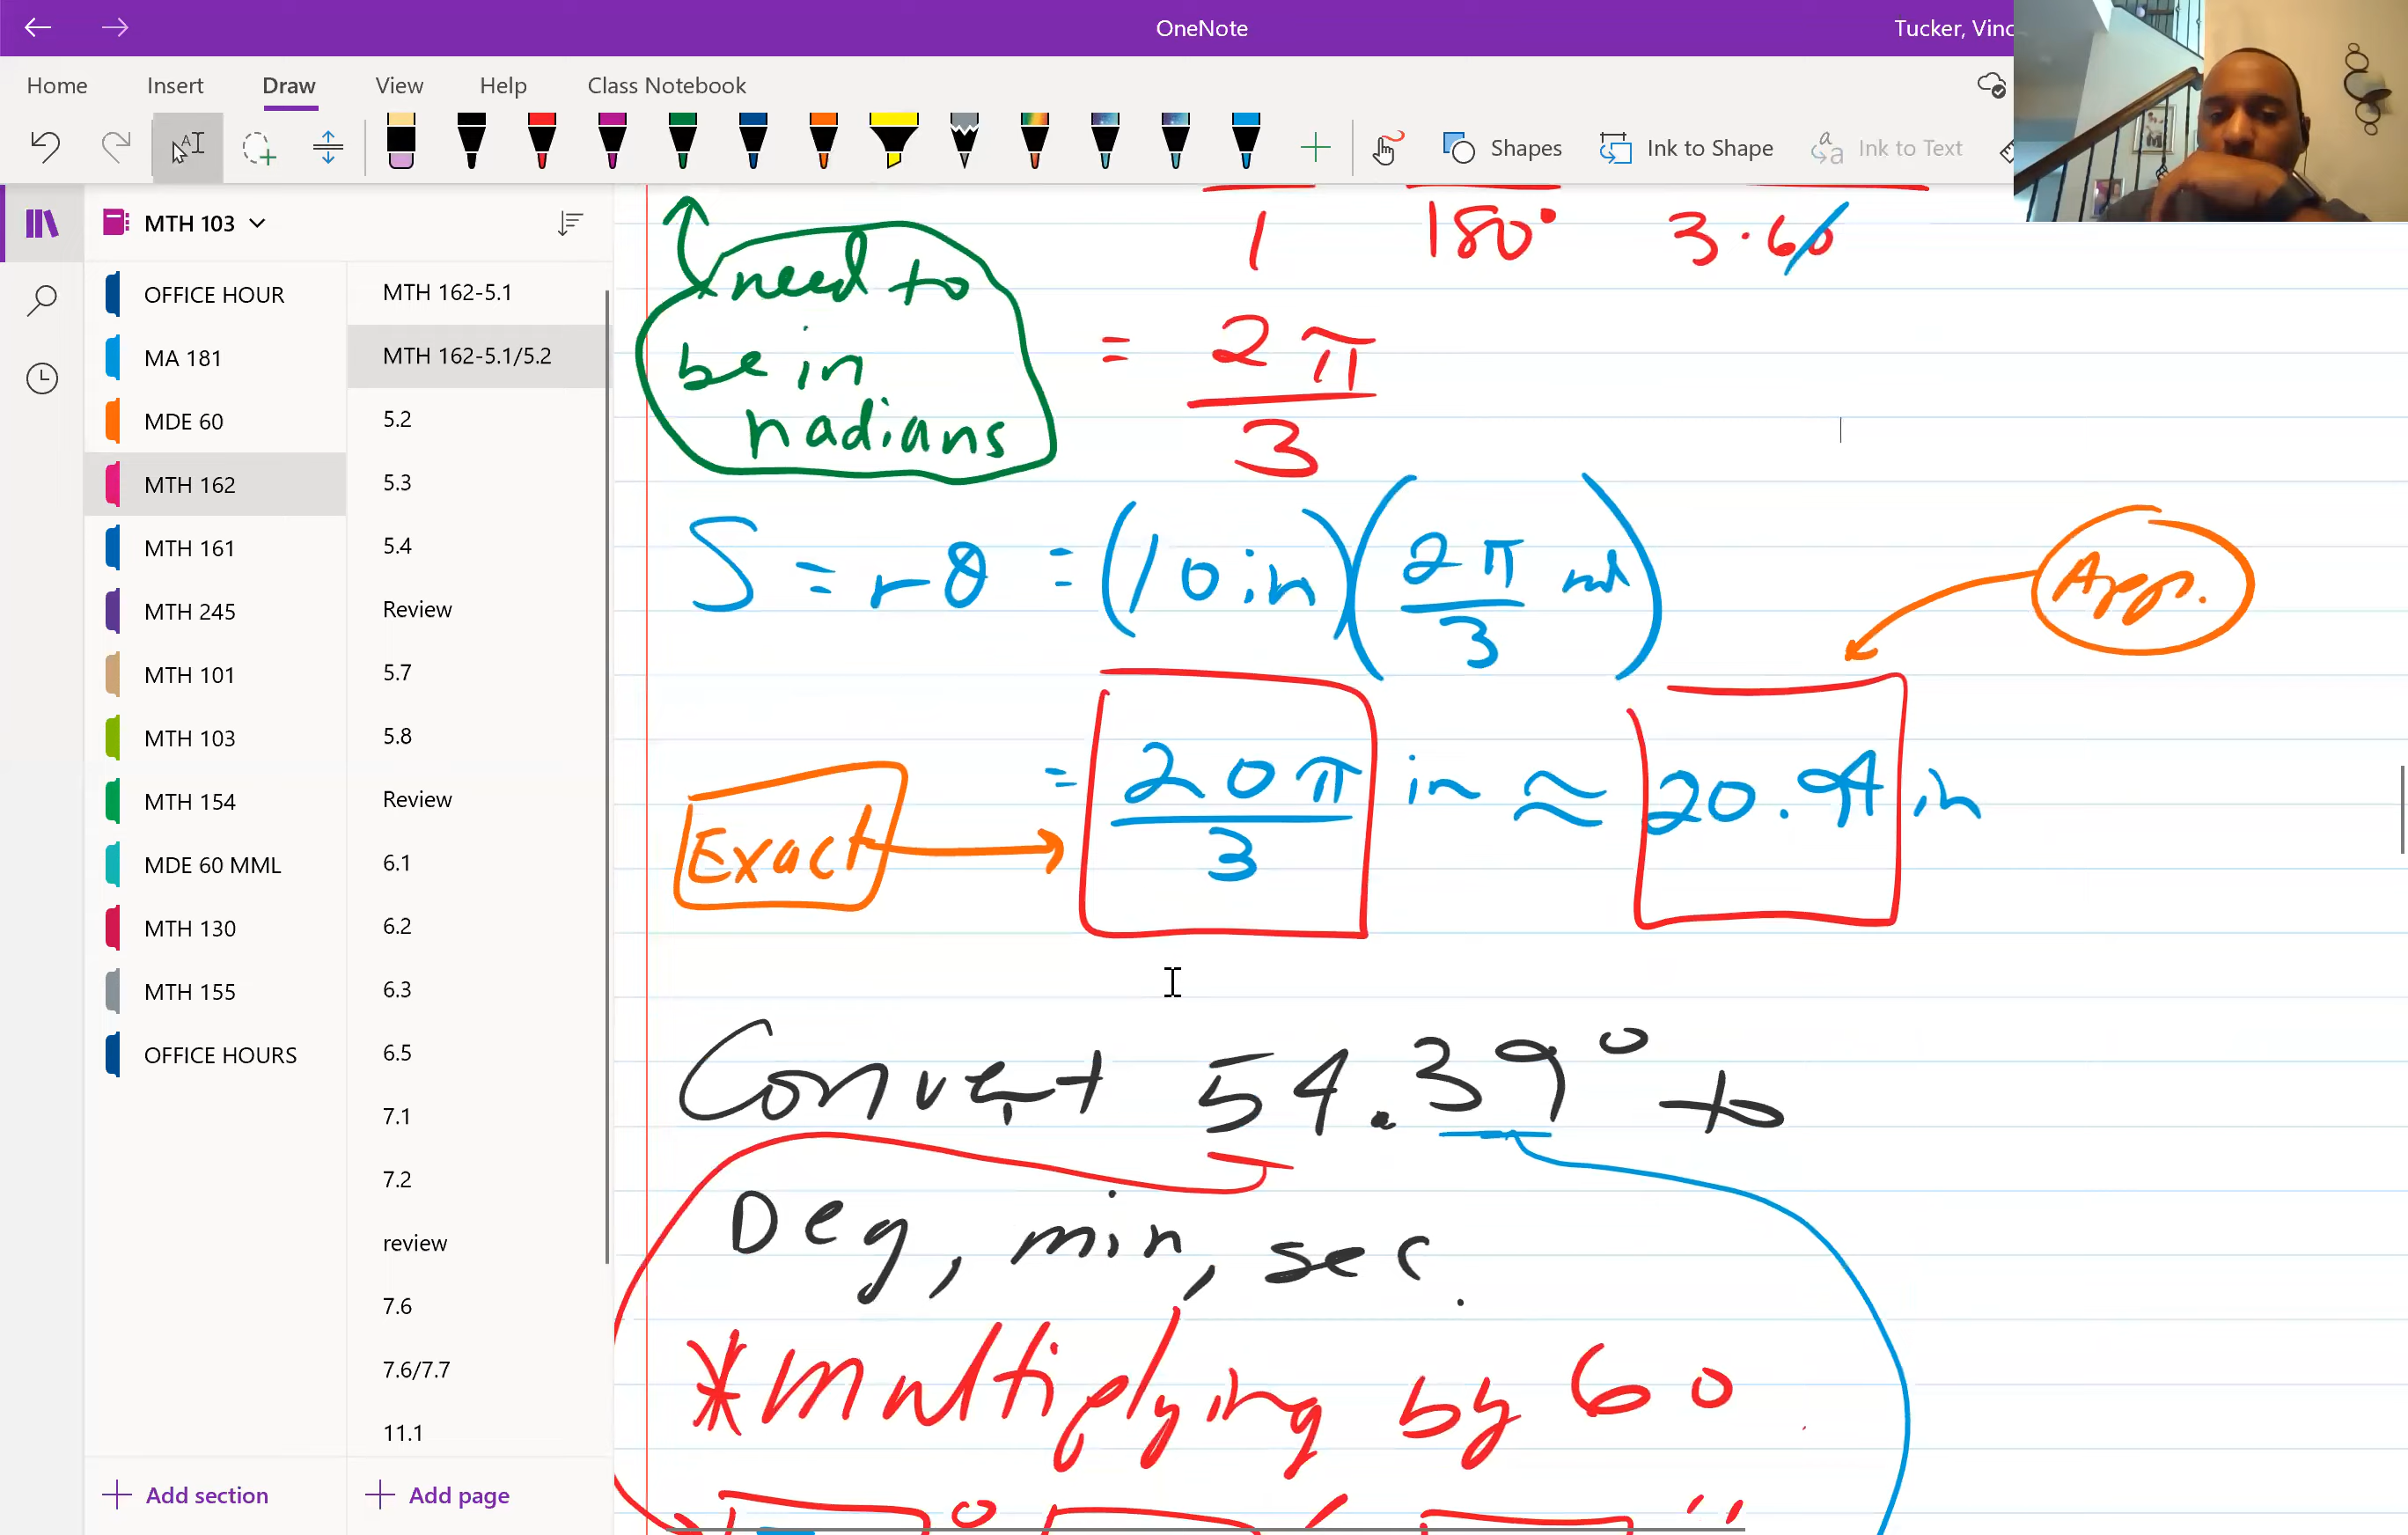 OneNote
Tucker, Vinc
Home Insert Draw View Help Class Notebook
Shapes Ink to Shape Ink to Text
MTH 103
OFFICE HOUR
MA 181
MDE 60
MTH 162
MTH 161
MTH 245
MTH 101
MTH 103
MTH 154
MDE 60 MML
MTH 130
MTH 155
OFFICE HOURS
Add section
MTH 162-5.1
MTH 162-5.1/5.2
5.2
5.3
5.4
Review
5.7
5.8
Review
6.1
6.2
6.3
6.5
7.1
7.2
review
7.6
7.6/7.7
11.1
Add page
1 180° 3·60
need to
be in
radians
= 2π/3
S = rθ = (10 in)(2π/3 rad)
App.
Exact
= 20π/3 in ≈ 20.94 in
Convert 54.39° to
Deg, min, sec.
*multiplying by 60
° ' "